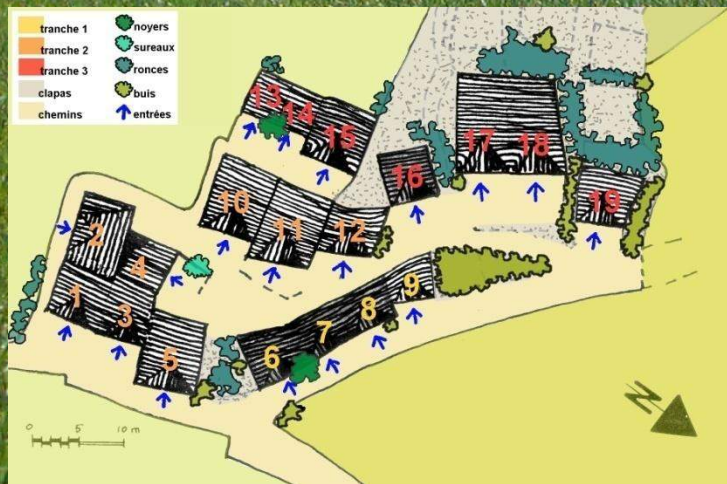 tranche 1
tranche 2
tranche 3
clapas
chemins
noyers
sureaux
ronces
buis
entrées
13
14
15
16
17
18
19
10
11
12
2
4
1
3
5
6
7
8
9
0 5 10 m
N